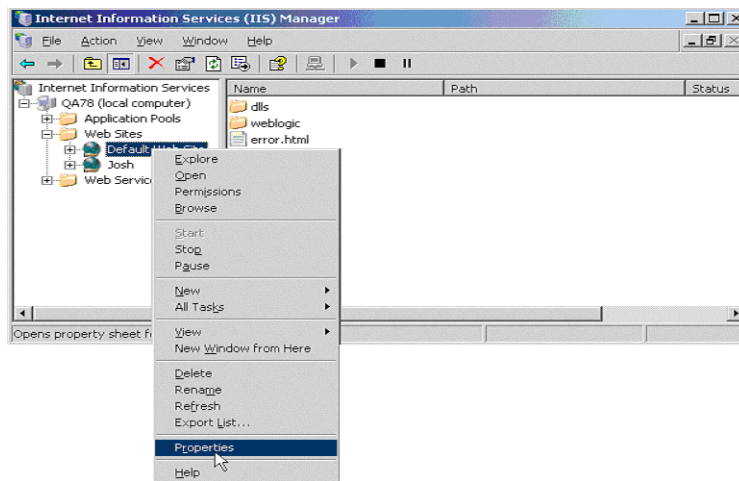 Internet Information Services (IIS) Manager
File Action View Window Help
Internet Information Services
QA78 (local computer)
Application Pools
Web Sites
Default Web Site
Josh
Web Servic
Name Path Status
dlls
weblogic
error.html
Explore
Open
Permissions
Browse
Start
Stop
Pause
New
All Tasks
View
New Window from Here
Delete
Rename
Refresh
Export List...
Properties
Help
Opens property sheet f